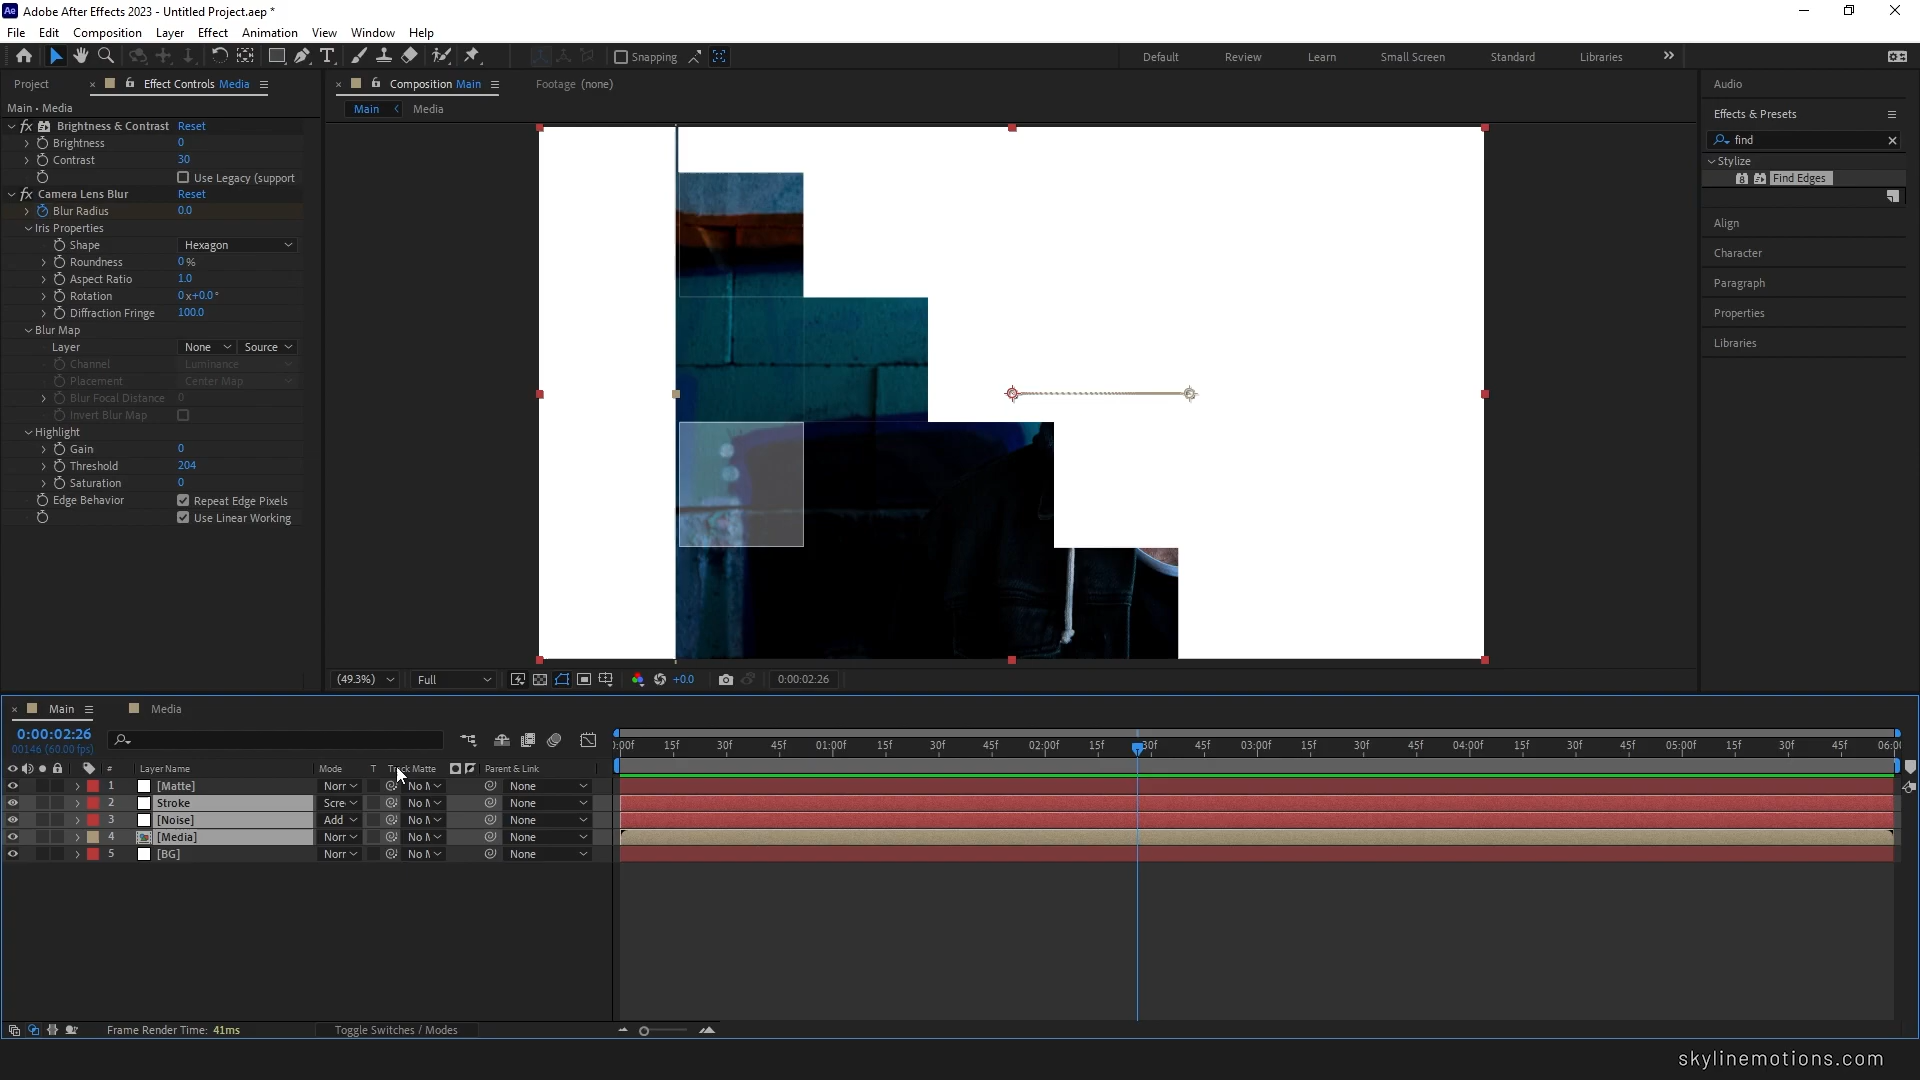 Adobe After Effects 2023 - Untitled Project.aep *
File Edit Composition Layer Effect Animation View Window Help
Snapping Default Review Learn Small Screen Standard Libraries
Project Effect Controls Media Composition Main Footage (none) Audio
Main • Media Main Media Effects & Presets
Brightness & Contrast Reset
Brightness 0 find
Contrast 30 Stylize
Use Legacy (support Find Edges
Camera Lens Blur Reset
Blur Radius 0.0
Iris Properties Align
Shape Hexagon
Roundness 0% Character
Aspect Ratio 1.0
Rotation 0x+0.0° Paragraph
Diffraction Fringe 100.0 Properties
Blur Map
Layer None Source Libraries
Channel Luminance
Placement Center Map
Blur Focal Distance 0
Invert Blur Map
Highlight
Gain 0
Threshold 204
Saturation 0
Edge Behavior Repeat Edge Pixels
Use Linear Working
(49.3%) Full +0.0 0:00:02:26
Main Media
0:00:02:26
00146 (60.00 fps)
):00f 15f 30f 45f 01:00f 15f 30f 45f 02:00f 15f 30f 45f 03:00f 15f 30f 45f 04:00f 15f 30f 45f 05:00f 15f 30f 45f 06:0
# Layer Name Mode T Track Matte Parent & Link
1 [Matte] Norr No M None
2 Stroke Scre No M None
3 [Noise] Add No M None
4 [Media] Norr No M None
5 [BG] Norr No M None
Frame Render Time: 41ms Toggle Switches / Modes
skylinemotions.com